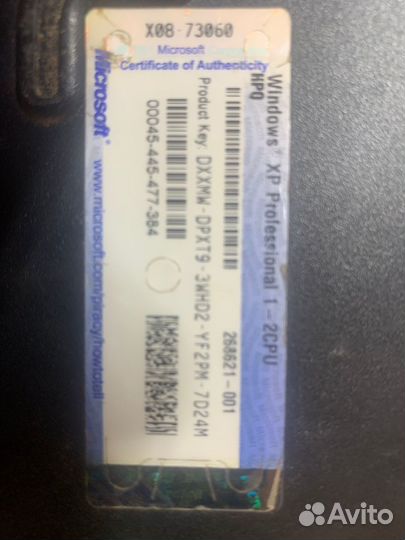 X08-73060
Microsoft
Certificate of Authenticity
Windows® XP Professional 1-2CPU
HPQ
268621-001
Product Key: DXXMW-DPXT9-3WHD2-YF2PM-7D24M
00045-445-477-384
Microsoft®
www.microsoft.com/piracy/howtotell
Avito